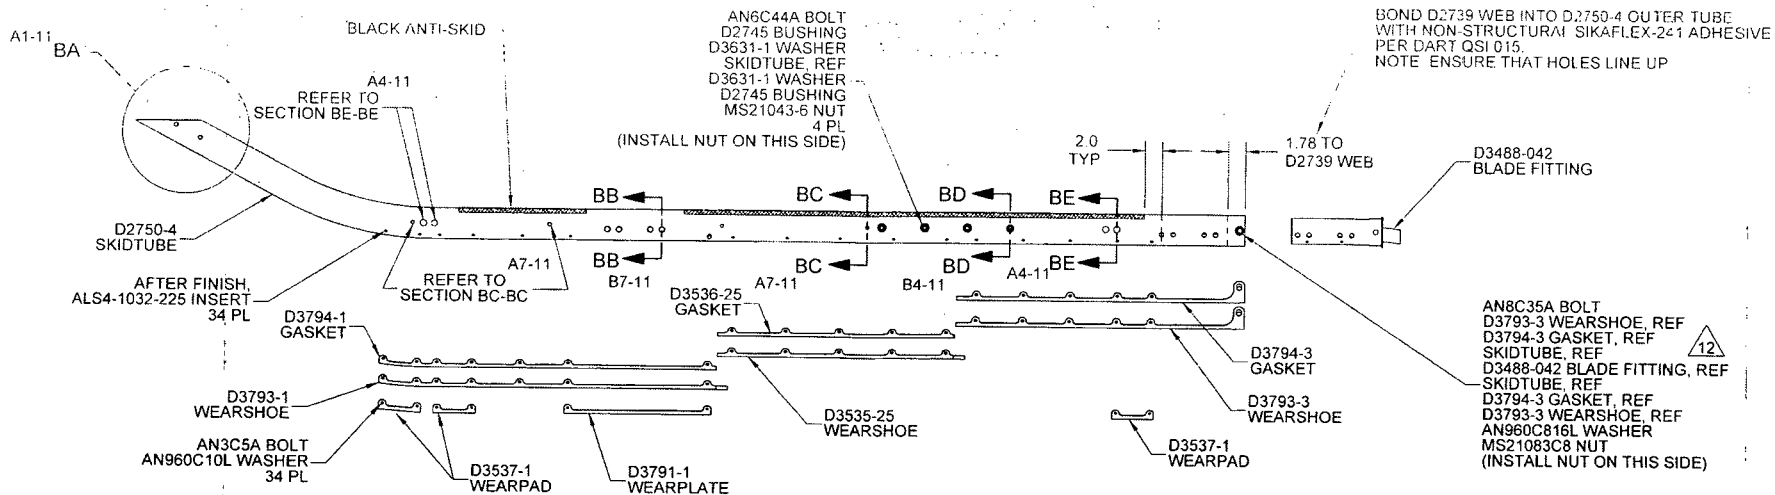 A1-11
BA
BLACK ANTI-SKID
A4-11
REFER TO
SECTION BE-BE
AN6C44A BOLT
D2745 BUSHING
D3631-1 WASHER
SKIDTUBE, REF
D3631-1 WASHER
D2745 BUSHING
MS21043-6 NUT
4 PL
(INSTALL NUT ON THIS SIDE)
BOND D2739 WEB INTO D2750-4 OUTER TUBE
WITH NON-STRUCTURAL SIKAFLEX-241 ADHESIVE
PER DART QSI 015.
NOTE ENSURE THAT HOLES LINE UP
2.0
TYP
1.78 TO
D2739 WEB
D3488-042
BLADE FITTING
D2750-4
SKIDTUBE
BB
BC
BD
BE
AFTER FINISH,
ALS4-1032-225 INSERT
34 PL
A7-11
REFER TO
SECTION BC-BC
BB
B7-11
BC
A7-11
BD
B4-11
BE
A4-11
D3794-1
GASKET
D3536-25
GASKET
D3794-3
GASKET
D3793-1
WEARSHOE
D3535-25
WEARSHOE
D3793-3
WEARSHOE
AN3C5A BOLT
AN960C10L WASHER
34 PL
D3537-1
WEARPAD
D3791-1
WEARPLATE
D3537-1
WEARPAD
AN8C35A BOLT
D3793-3 WEARSHOE, REF
D3794-3 GASKET, REF
SKIDTUBE, REF
D3488-042 BLADE FITTING, REF
SKIDTUBE, REF
D3794-3 GASKET, REF
D3793-3 WEARSHOE, REF
AN960C816L WASHER
MS21083C8 NUT
(INSTALL NUT ON THIS SIDE)
12